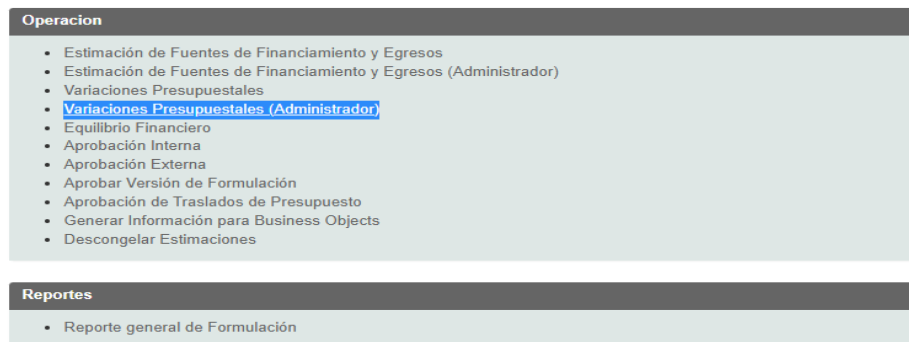 Operacion
Estimación de Fuentes de Financiamiento y Egresos
Estimación de Fuentes de Financiamiento y Egresos (Administrador)
Variaciones Presupuestales
Variaciones Presupuestales (Administrador)
Equilibrio Financiero
Aprobación Interna
Aprobación Externa
Aprobar Versión de Formulación
Aprobación de Traslados de Presupuesto
Generar Información para Business Objects
Descongelar Estimaciones
Reportes
Reporte general de Formulación